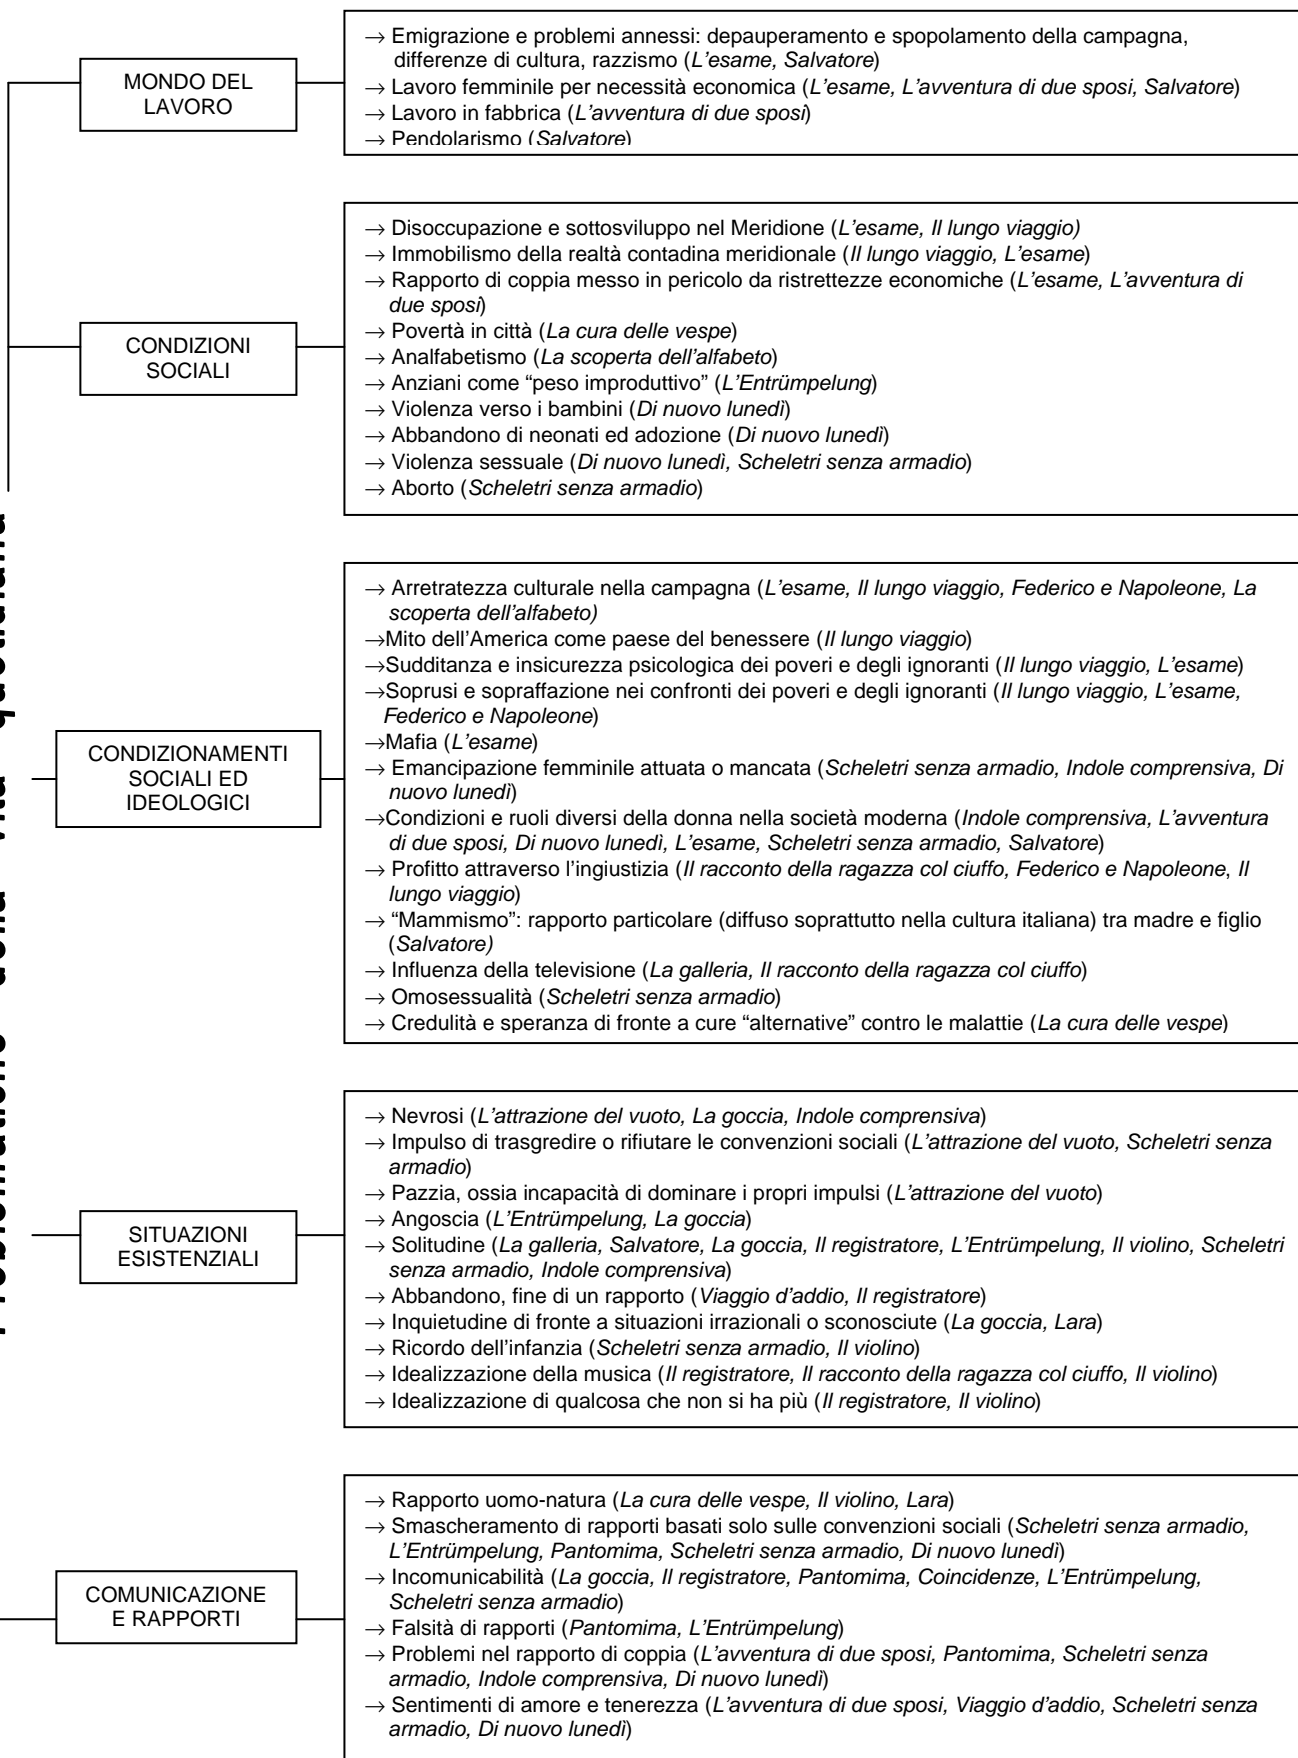 Problematiche della vita quotidiana
MONDO DEL
LAVORO
→ Emigrazione e problemi annessi: depauperamento e spopolamento della campagna,
differenze di cultura, razzismo (L'esame, Salvatore)
→ Lavoro femminile per necessità economica (L'esame, L'avventura di due sposi, Salvatore)
→ Lavoro in fabbrica (L'avventura di due sposi)
→ Pendolarismo (Salvatore)
CONDIZIONI
SOCIALI
→ Disoccupazione e sottosviluppo nel Meridione (L'esame, Il lungo viaggio)
→ Immobilismo della realtà contadina meridionale (Il lungo viaggio, L'esame)
→ Rapporto di coppia messo in pericolo da ristrettezze economiche (L'esame, L'avventura di
due sposi)
→ Povertà in città (La cura delle vespe)
→ Analfabetismo (La scoperta dell'alfabeto)
→ Anziani come “peso improduttivo” (L'Entrümpelung)
→ Violenza verso i bambini (Di nuovo lunedì)
→ Abbandono di neonati ed adozione (Di nuovo lunedì)
→ Violenza sessuale (Di nuovo lunedì, Scheletri senza armadio)
→ Aborto (Scheletri senza armadio)
CONDIZIONAMENTI
SOCIALI ED
IDEOLOGICI
→ Arretratezza culturale nella campagna (L'esame, Il lungo viaggio, Federico e Napoleone, La
scoperta dell'alfabeto)
→Mito dell'America come paese del benessere (Il lungo viaggio)
→Sudditanza e insicurezza psicologica dei poveri e degli ignoranti (Il lungo viaggio, L'esame)
→Soprusi e sopraffazione nei confronti dei poveri e degli ignoranti (Il lungo viaggio, L'esame,
Federico e Napoleone)
→Mafia (L'esame)
→ Emancipazione femminile attuata o mancata (Scheletri senza armadio, Indole comprensiva, Di
nuovo lunedì)
→Condizioni e ruoli diversi della donna nella società moderna (Indole comprensiva, L'avventura
di due sposi, Di nuovo lunedì, L'esame, Scheletri senza armadio, Salvatore)
→ Profitto attraverso l'ingiustizia (Il racconto della ragazza col ciuffo, Federico e Napoleone, Il
lungo viaggio)
→ “Mammismo”: rapporto particolare (diffuso soprattutto nella cultura italiana) tra madre e figlio
(Salvatore)
→ Influenza della televisione (La galleria, Il racconto della ragazza col ciuffo)
→ Omosessualità (Scheletri senza armadio)
→ Credulità e speranza di fronte a cure “alternative” contro le malattie (La cura delle vespe)
SITUAZIONI
ESISTENZIALI
→ Nevrosi (L'attrazione del vuoto, La goccia, Indole comprensiva)
→ Impulso di trasgredire o rifiutare le convenzioni sociali (L'attrazione del vuoto, Scheletri senza
armadio)
→ Pazzia, ossia incapacità di dominare i propri impulsi (L'attrazione del vuoto)
→ Angoscia (L'Entrümpelung, La goccia)
→ Solitudine (La galleria, Salvatore, La goccia, Il registratore, L'Entrümpelung, Il violino, Scheletri
senza armadio, Indole comprensiva)
→ Abbandono, fine di un rapporto (Viaggio d'addio, Il registratore)
→ Inquietudine di fronte a situazioni irrazionali o sconosciute (La goccia, Lara)
→ Ricordo dell'infanzia (Scheletri senza armadio, Il violino)
→ Idealizzazione della musica (Il registratore, Il racconto della ragazza col ciuffo, Il violino)
→ Idealizzazione di qualcosa che non si ha più (Il registratore, Il violino)
COMUNICAZIONE
E RAPPORTI
→ Rapporto uomo-natura (La cura delle vespe, Il violino, Lara)
→ Smascheramento di rapporti basati solo sulle convenzioni sociali (Scheletri senza armadio,
L'Entrümpelung, Pantomima, Scheletri senza armadio, Di nuovo lunedì)
→ Incomunicabilità (La goccia, Il registratore, Pantomima, Coincidenze, L'Entrümpelung,
Scheletri senza armadio)
→ Falsità di rapporti (Pantomima, L'Entrümpelung)
→ Problemi nel rapporto di coppia (L'avventura di due sposi, Pantomima, Scheletri senza
armadio, Indole comprensiva, Di nuovo lunedì)
→ Sentimenti di amore e tenerezza (L'avventura di due sposi, Viaggio d'addio, Scheletri senza
armadio, Di nuovo lunedì)